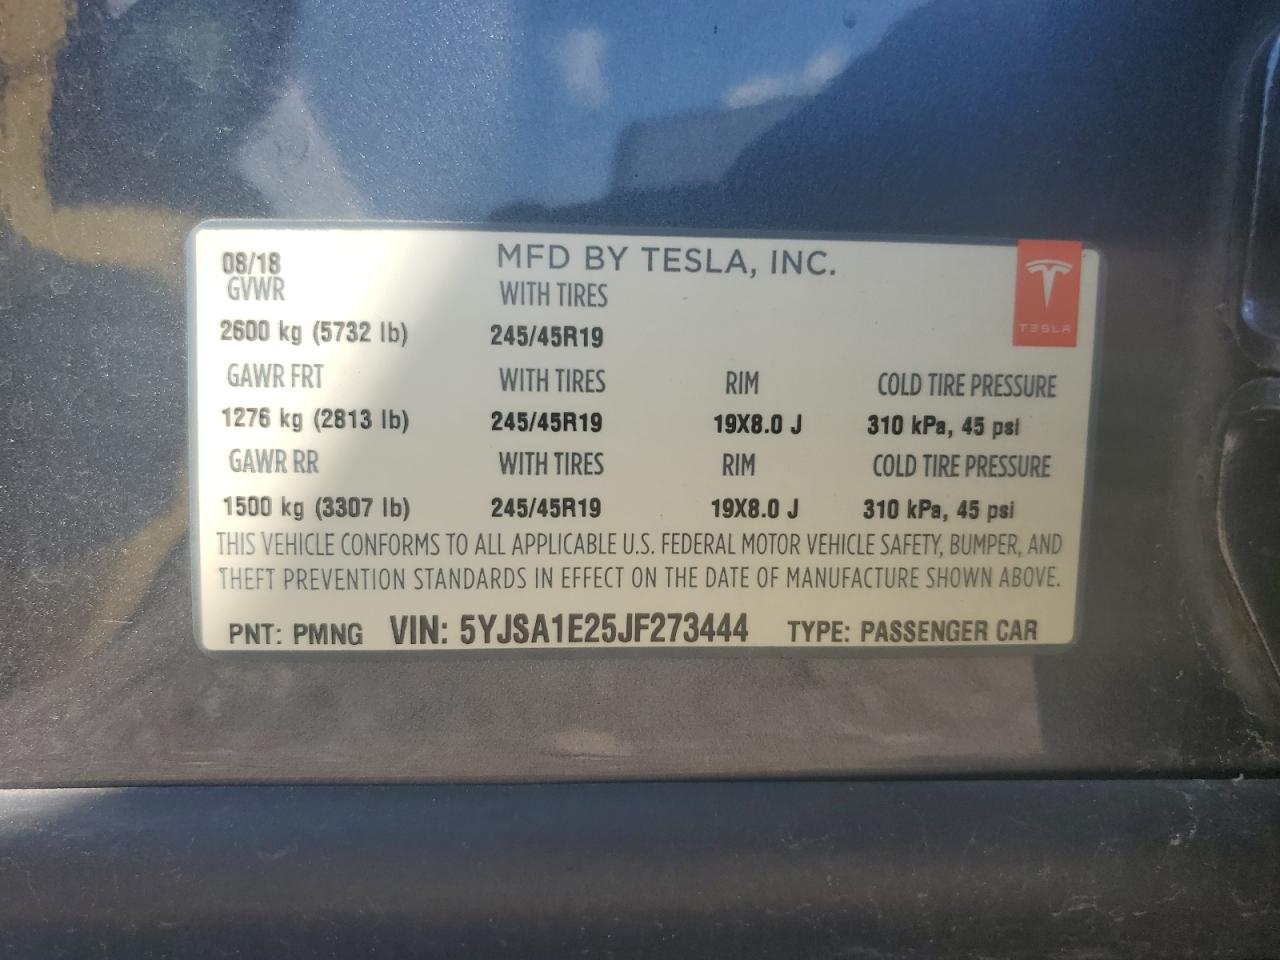 08/18 MFD BY TESLA, INC.
GVWR WITH TIRES
TESLA
2600 kg (5732 lb) 245/45R19
GAWR FRT WITH TIRES RIM COLD TIRE PRESSURE
1276 kg (2813 lb) 245/45R19 19X8.0 J 310 kPa, 45 psi
GAWR RR WITH TIRES RIM COLD TIRE PRESSURE
1500 kg (3307 lb) 245/45R19 19X8.0 J 310 kPa, 45 psi
THIS VEHICLE CONFORMS TO ALL APPLICABLE U.S. FEDERAL MOTOR VEHICLE SAFETY, BUMPER, AND
THEFT PREVENTION STANDARDS IN EFFECT ON THE DATE OF MANUFACTURE SHOWN ABOVE.
PNT: PMNG VIN: 5YJSA1E25JF273444 TYPE: PASSENGER CAR